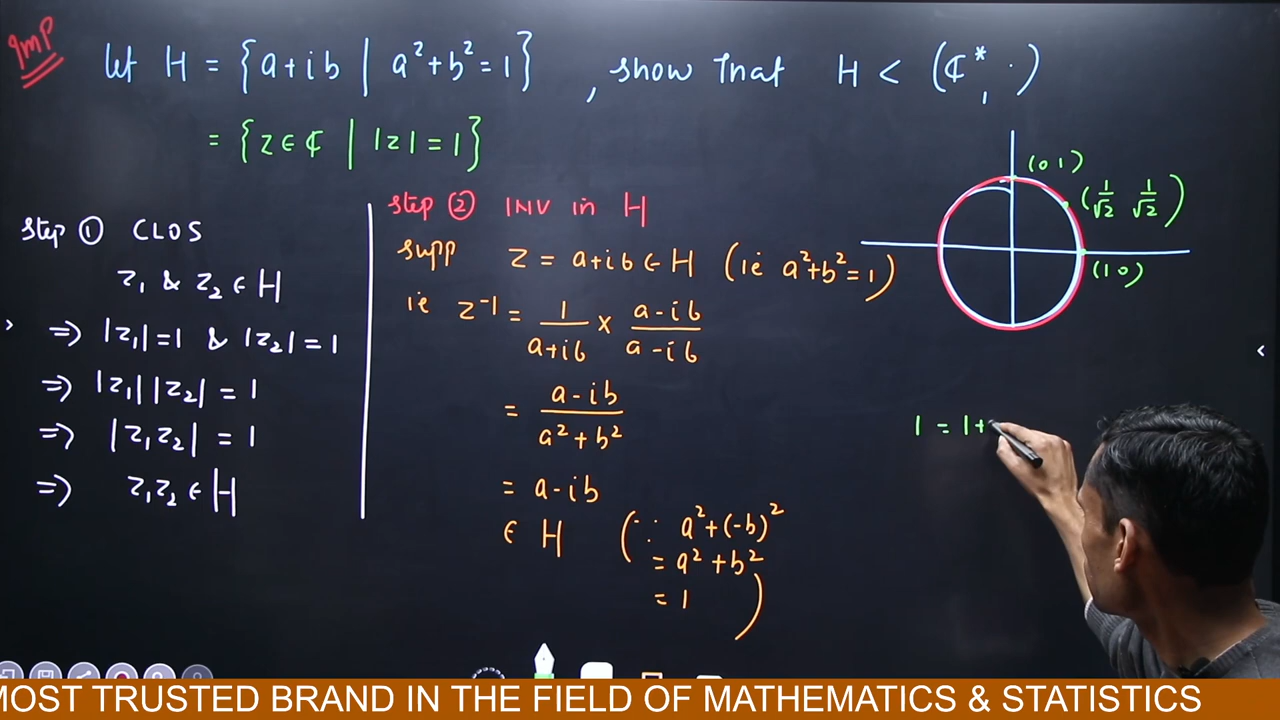 Imp
Let H = {a+ib | a²+b²=1} , show that H < (ℂ*, ·)
= {z∈ℂ | |z|=1}
step ① CLOS
z₁ & z₂ ∈ H
⇒ |z₁|=1 & |z₂|=1
⇒ |z₁||z₂| = 1
⇒ |z₁z₂| = 1
⇒ z₁z₂ ∈ H
step ② INV in H
supp z = a+ib ∈ H (ie a²+b²=1)
ie z⁻¹ = 1/(a+ib) × (a-ib)/(a-ib)
= (a-ib)/(a²+b²)
= a-ib
∈ H (∵ a²+(-b)²
= a²+b²
= 1 )
(0 1)
(1/√2 1/√2)
(1 0)
1 = 1+
MOST TRUSTED BRAND IN THE FIELD OF MATHEMATICS & STATISTICS